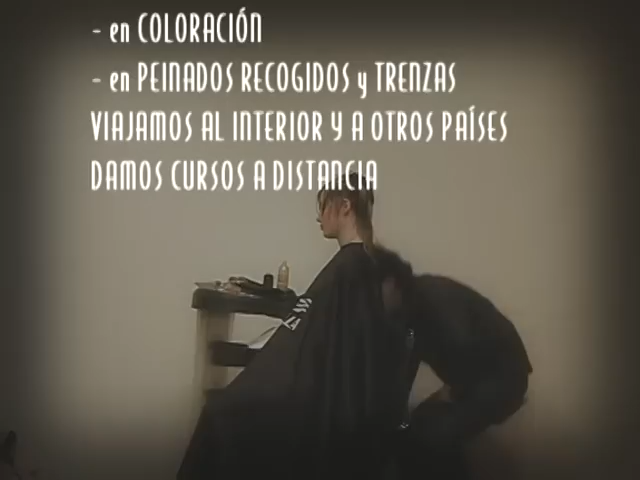 - en COLORACIÓN
- en PEINADOS RECOGIDOS y TRENZAS
VIAJAMOS AL INTERIOR Y A OTROS PAÍSES
DAMOS CURSOS A DISTANCIA